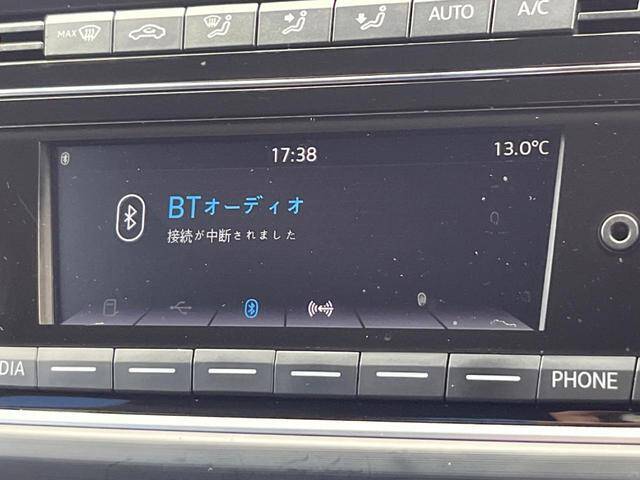 MAX
AUTO
A/C
17:38
13.0°C
BTオーディオ
接続が中断されました
DIA
PHONE